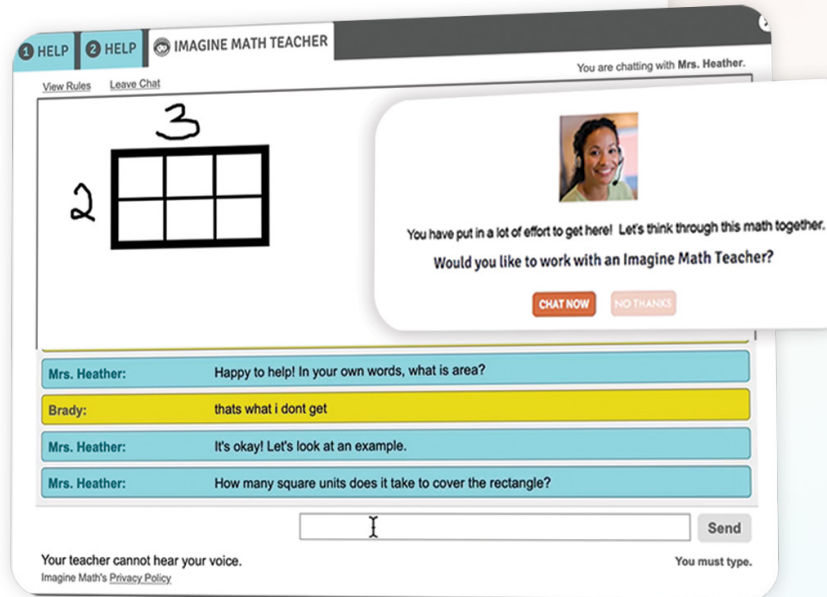 1 HELP
2 HELP
IMAGINE MATH TEACHER
View Rules Leave Chat
You are chatting with Mrs. Heather.
3
2
You have put in a lot of effort to get here! Let's think through this math together.
Would you like to work with an Imagine Math Teacher?
CHAT NOW
NO THANKS
Mrs. Heather: Happy to help! In your own words, what is area?
Brady: thats what i dont get
Mrs. Heather: It's okay! Let's look at an example.
Mrs. Heather: How many square units does it take to cover the rectangle?
Send
Your teacher cannot hear your voice. You must type.
Imagine Math's Privacy Policy